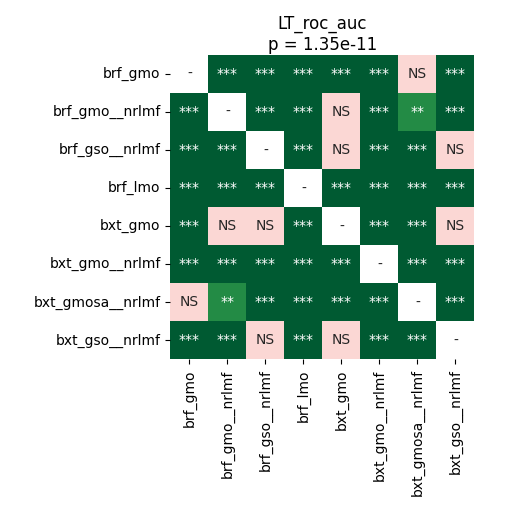 LT_roc_auc
p = 1.35e-11
brf_gmo - *** *** *** *** *** NS ***
brf_gmo__nrlmf *** - *** *** NS *** ** ***
brf_gso__nrlmf *** *** - *** NS *** *** NS
brf_lmo *** *** *** - *** *** *** ***
bxt_gmo *** NS NS *** - *** *** NS
bxt_gmo__nrlmf *** *** *** *** *** - *** ***
bxt_gmosa__nrlmf NS ** *** *** *** *** - ***
bxt_gso__nrlmf *** *** NS *** NS *** *** -
brf_gmo
brf_gmo__nrlmf
brf_gso__nrlmf
brf_lmo
bxt_gmo
bxt_gmo__nrlmf
bxt_gmosa__nrlmf
bxt_gso__nrlmf